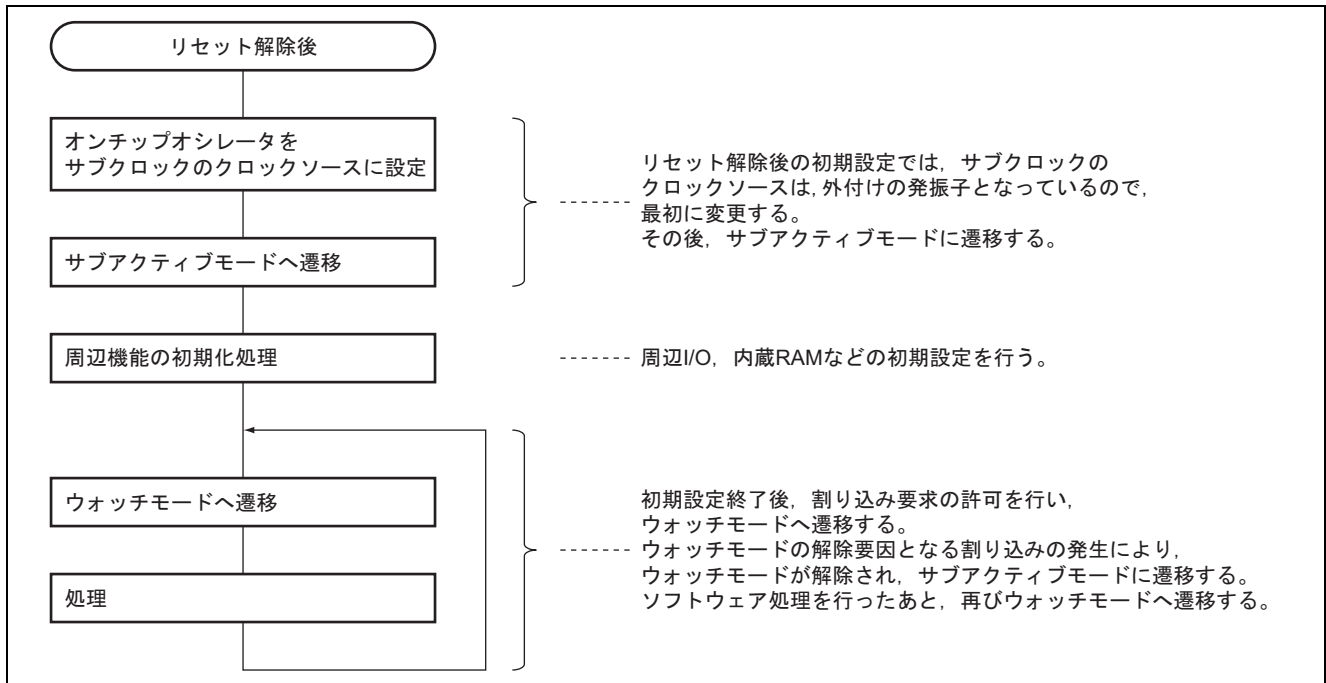 リセット解除後
オンチップオシレータを
サブクロックのクロックソースに設定
リセット解除後の初期設定では，サブクロックの
クロックソースは，外付けの発振子となっているので，
最初に変更する。
その後，サブアクティブモードに遷移する。
サブアクティブモードへ遷移
周辺機能の初期化処理
周辺I/O，内蔵RAMなどの初期設定を行う。
ウォッチモードへ遷移
処理
初期設定終了後，割り込み要求の許可を行い，
ウォッチモードへ遷移する。
ウォッチモードの解除要因となる割り込みの発生により，
ウォッチモードが解除され，サブアクティブモードに遷移する。
ソフトウェア処理を行ったあと，再びウォッチモードへ遷移する。